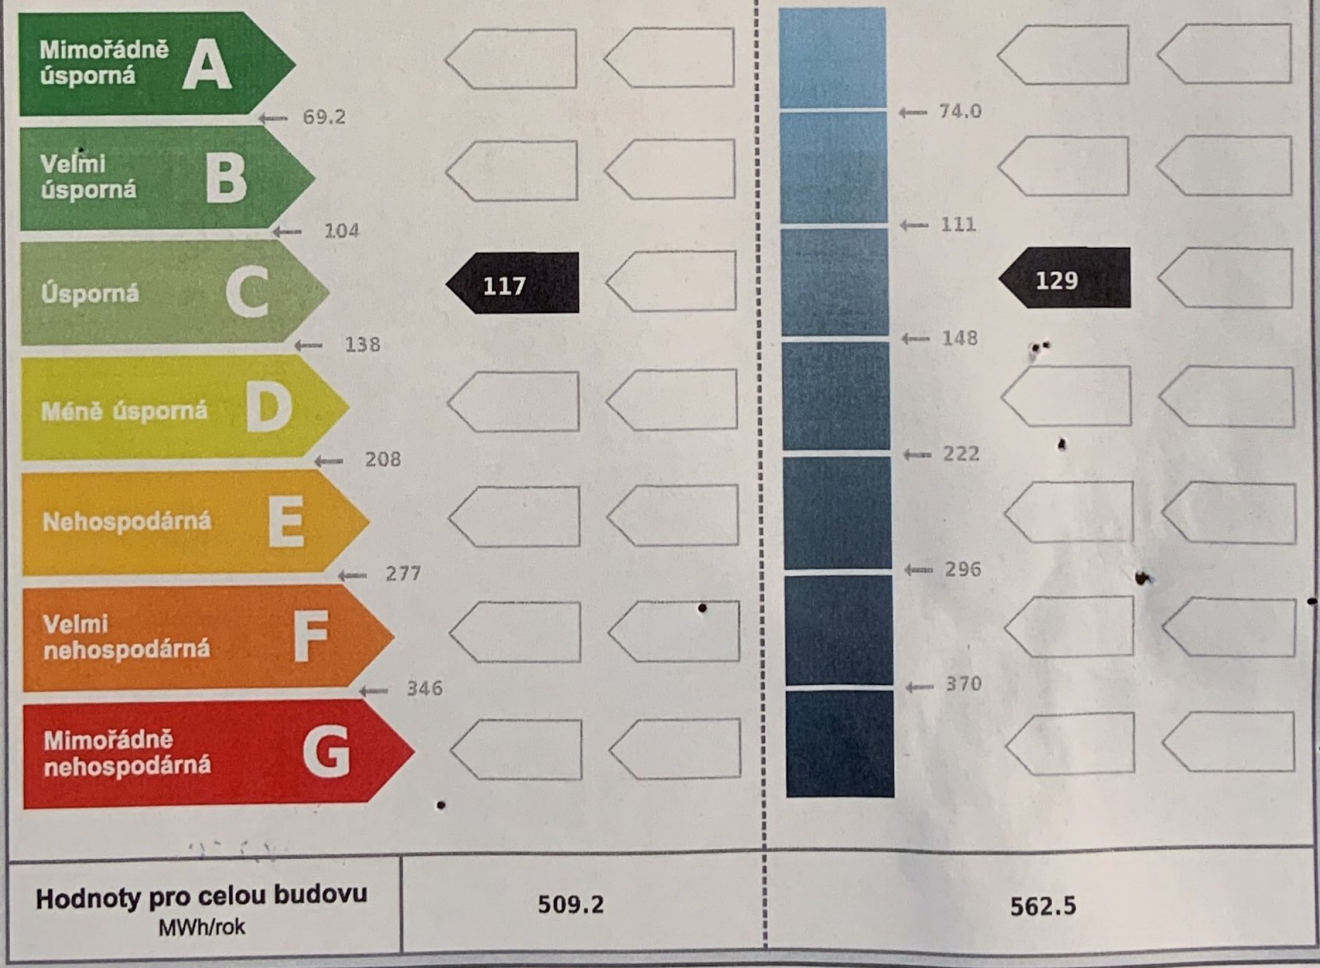 Mimořádně
úsporná A
69.2
74.0
Velmi
úsporná B
104
111
Úsporná C
117
129
138
148
Méně úsporná D
208
222
Nehospodárná E
277
296
Velmi
nehospodárná F
346
370
Mimořádně
nehospodárná G
Hodnoty pro celou budovu
MWh/rok
509.2
562.5